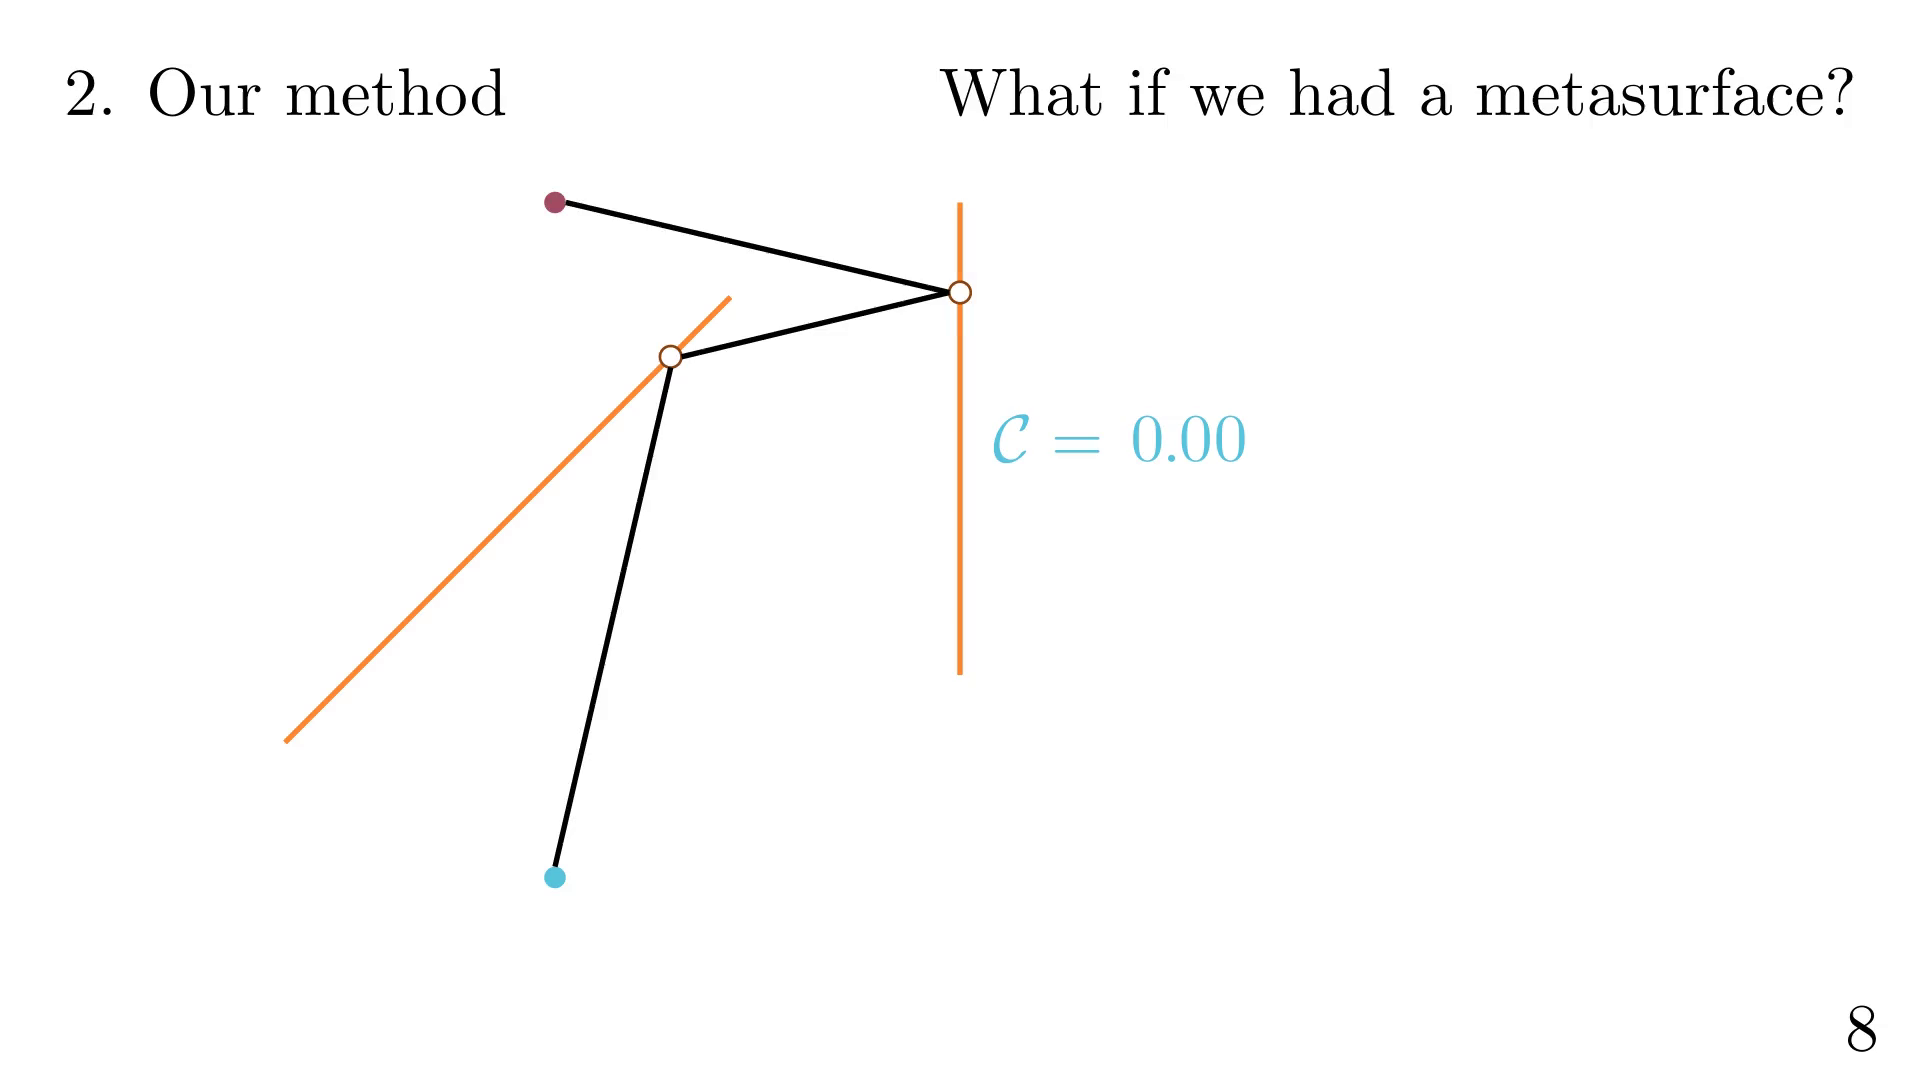 2. Our method
What if we had a metasurface?
𝒞 = 0.00
8